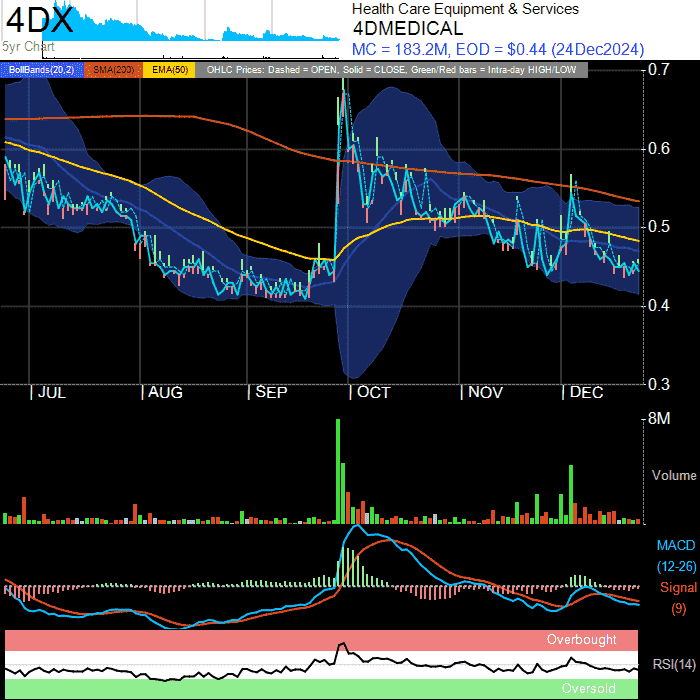 4DX
5yr Chart
Health Care Equipment & Services
4DMEDICAL
MC = 183.2M, EOD = $0.44 (24Dec2024)
BollBands(20,2) SMA(200) EMA(50) OHLC Prices: Dashed = OPEN, Solid = CLOSE, Green/Red bars = Intra-day HIGH/LOW
0.7
0.6
0.5
0.4
0.3
JUL AUG SEP OCT NOV DEC
8M
Volume
MACD
(12-26)
Signal
(9)
Overbought
RSI(14)
Oversold